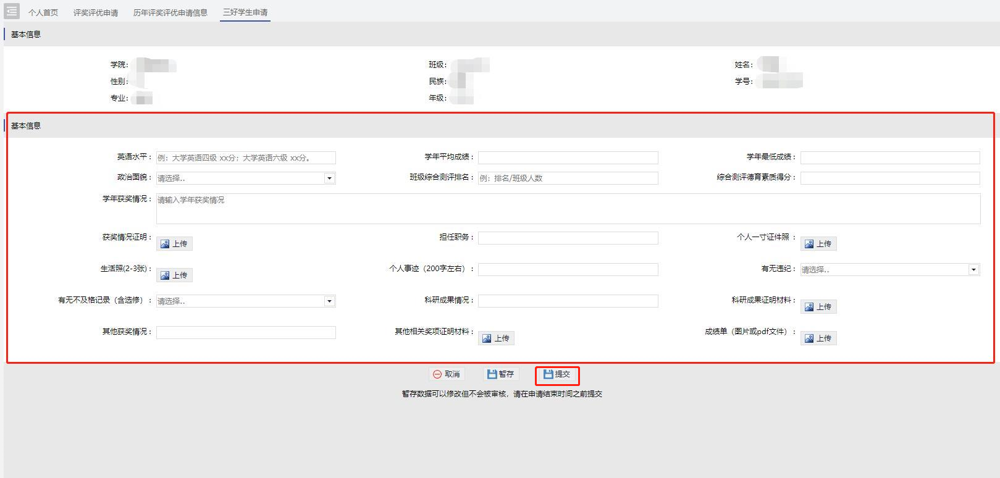 个人首页 评奖评优申请 历年评奖评优申请信息 三好学生申请
基本信息
学院： 班级： 姓名：
性别： 民族： 学号：
专业： 年级：
基本信息
英语水平： 例：大学英语四级 xx分；大学英语六级 xx分。 学年平均成绩： 学年最低成绩：
政治面貌： 请选择.. 班级综合测评排名： 例：排名/班级人数 综合测评德育素质得分：
学年获奖情况： 请输入学年获奖情况
获奖情况证明： 上传 担任职务： 个人一寸证件照 ： 上传
生活照(2-3张)： 上传 个人事迹（200字左右）： 有无违纪： 请选择..
有无不及格记录（含选修）： 请选择.. 科研成果情况： 科研成果证明材料： 上传
其他获奖情况： 其他相关奖项证明材料： 上传 成绩单（图片或pdf文件）： 上传
取消 暂存 提交
暂存数据可以修改但不会被审核，请在申请结束时间之前提交